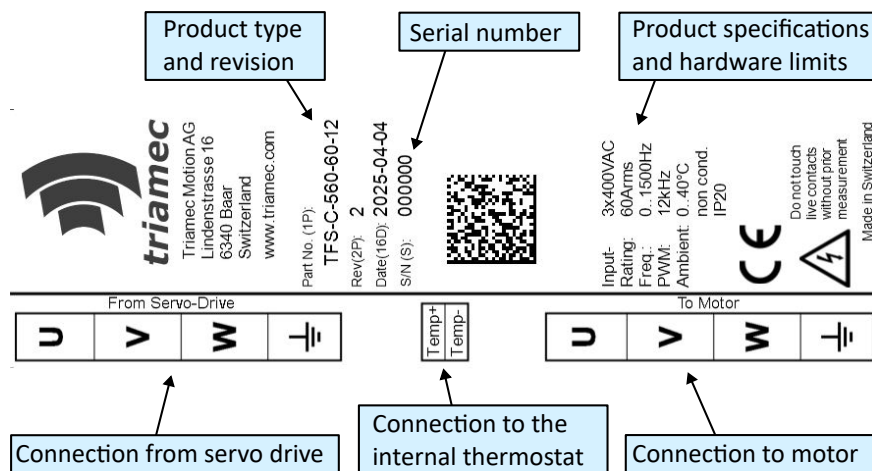 Product type
and revision
Serial number
Product specifications
and hardware limits
triamec
Triamec Motion AG
Lindenstrasse 16
6340 Baar
Switzerland
www.triamec.com
Part No. (1P):
TFS-C-560-60-12
Rev(2P): 2
Date(16D): 2025-04-04
S/N (S): 000000
Input- 3x400VAC
Rating: 60Arms
Freq.: 0..1500Hz
PWM: 12kHz
Ambient: 0..40°C
non cond.
IP20
CE
Do not touch
live contacts
without prior
measurement
Made in Switzerland
From Servo-Drive
U
V
W
Temp+
Temp-
To Motor
U
V
W
Connection from servo drive
Connection to the
internal thermostat
Connection to motor